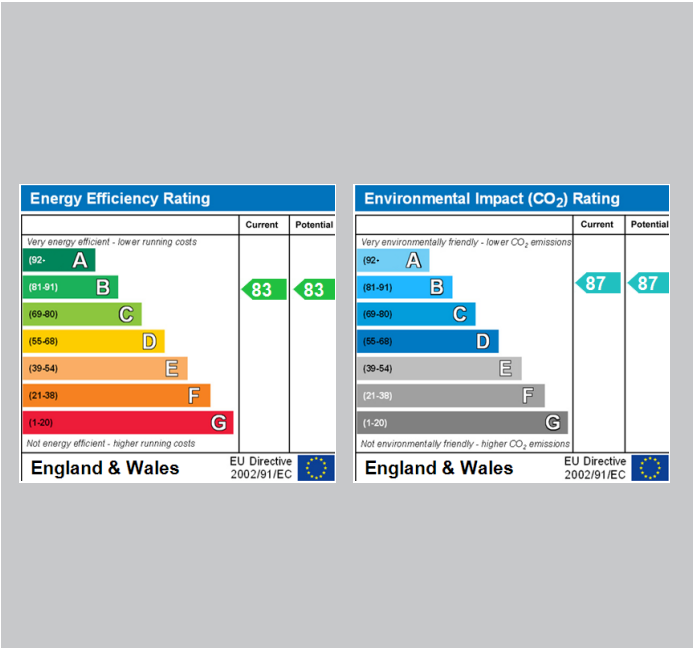 Energy Efficiency Rating
Current Potential
Very energy efficient - lower running costs
(92- A
(81-91) B
83 83
(69-80) C
(55-68) D
(39-54) E
(21-38) F
(1-20) G
Not energy efficient - higher running costs
England & Wales
EU Directive
2002/91/EC
Environmental Impact (CO2) Rating
Current Potential
Very environmentally friendly - lower CO2 emissions
(92- A
(81-91) B
87 87
(69-80) C
(55-68) D
(39-54) E
(21-38) F
(1-20) G
Not environmentally friendly - higher CO2 emissions
England & Wales
EU Directive
2002/91/EC